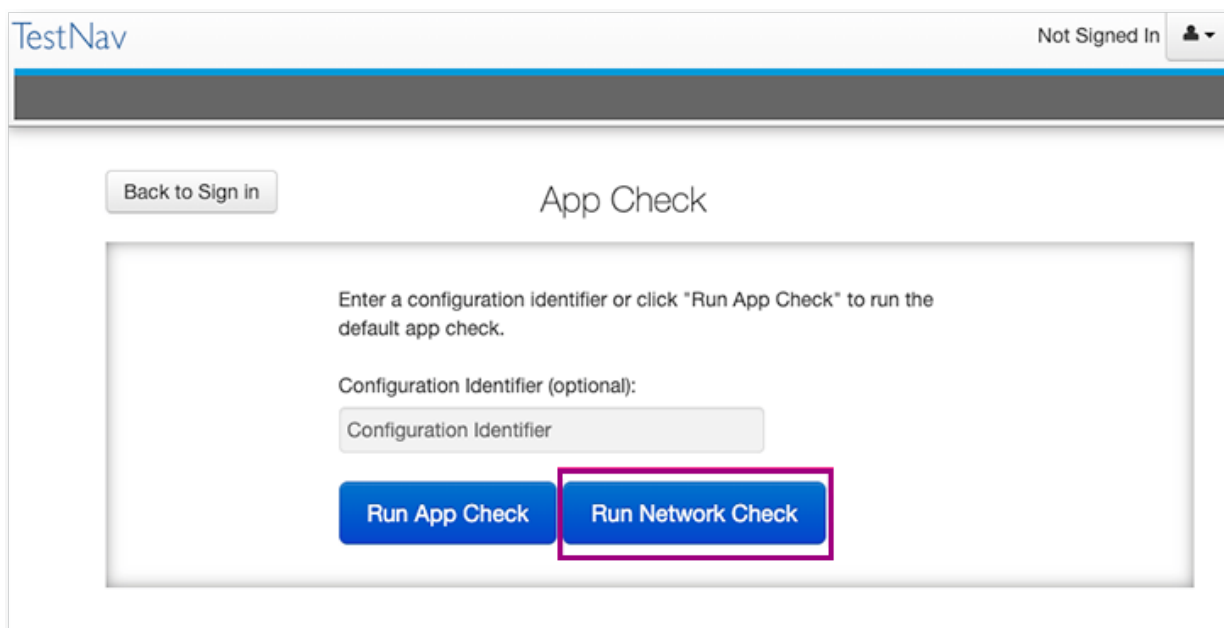 TestNav
Not Signed In
Back to Sign in
App Check
Enter a configuration identifier or click "Run App Check" to run the
default app check.
Configuration Identifier (optional):
Configuration Identifier
Run App Check
Run Network Check